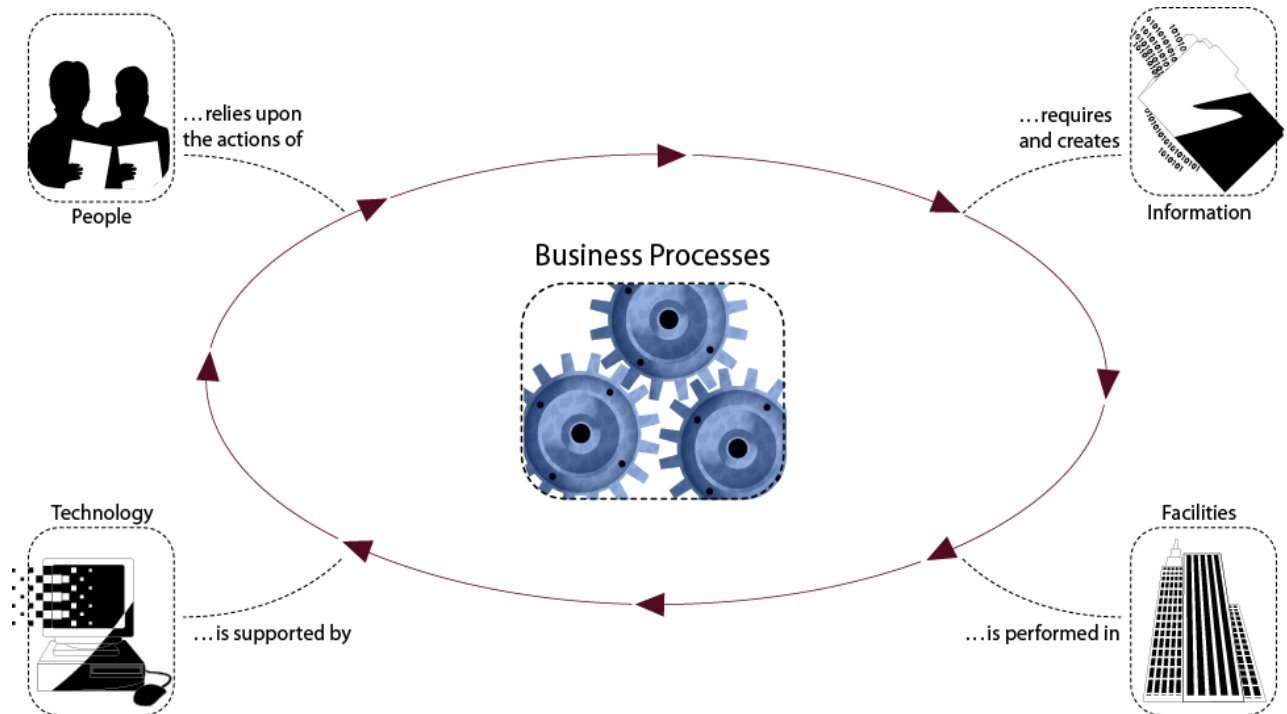 …relies upon
the actions of
People
…requires
and creates
Information
Business Processes
Technology
…is supported by
Facilities
…is performed in